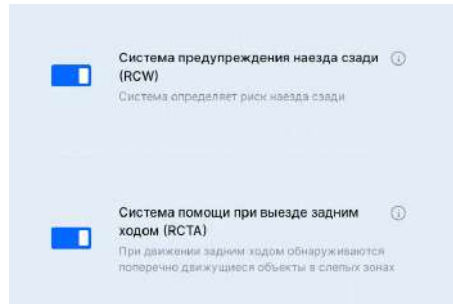 Система предупреждения наезда сзади
(RCW)
Система определяет риск наезда сзади
Система помощи при выезде задним
ходом (RCTA)
При движении задним ходом обнаруживаются
поперечно движущиеся объекты в слепых зонах